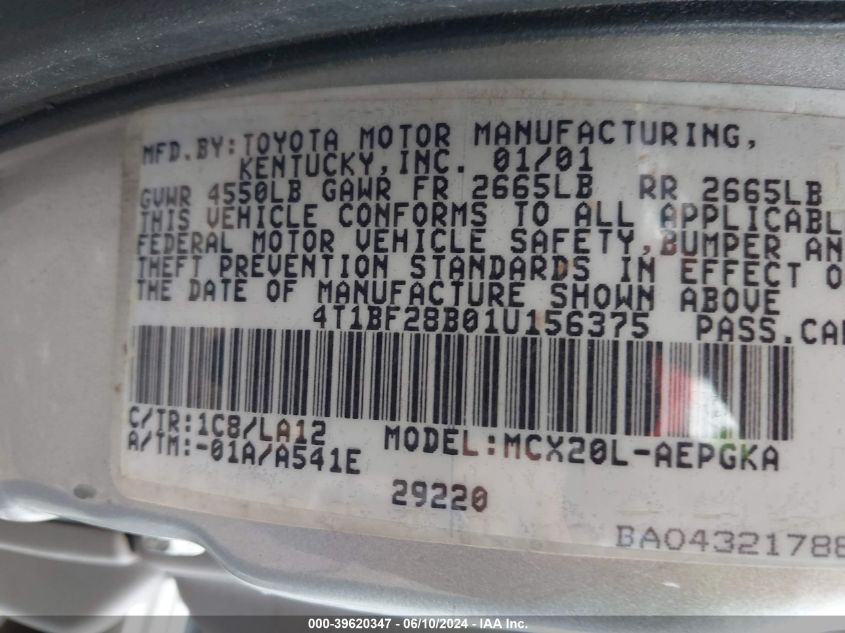 MFD.BY:TOYOTA MOTOR MANUFACTURING,
KENTUCKY,INC. 01/01
GVWR 4550LB GAWR FR 2665LB RR 2665LB
THIS VEHICLE CONFORMS TO ALL APPLICABL
FEDERAL MOTOR VEHICLE SAFETY,BUMPER AN
THEFT PREVENTION STANDARDS IN EFFECT O
THE DATE OF MANUFACTURE SHOWN ABOVE
4T1BF28B01U156375 PASS.CAR
C/TR:1C8/LA12
A/TM:-01A/A541E
MODEL:MCX20L-AEPGKA
29220
BA04321788
000-39620347 - 06/10/2024 - IAA Inc.